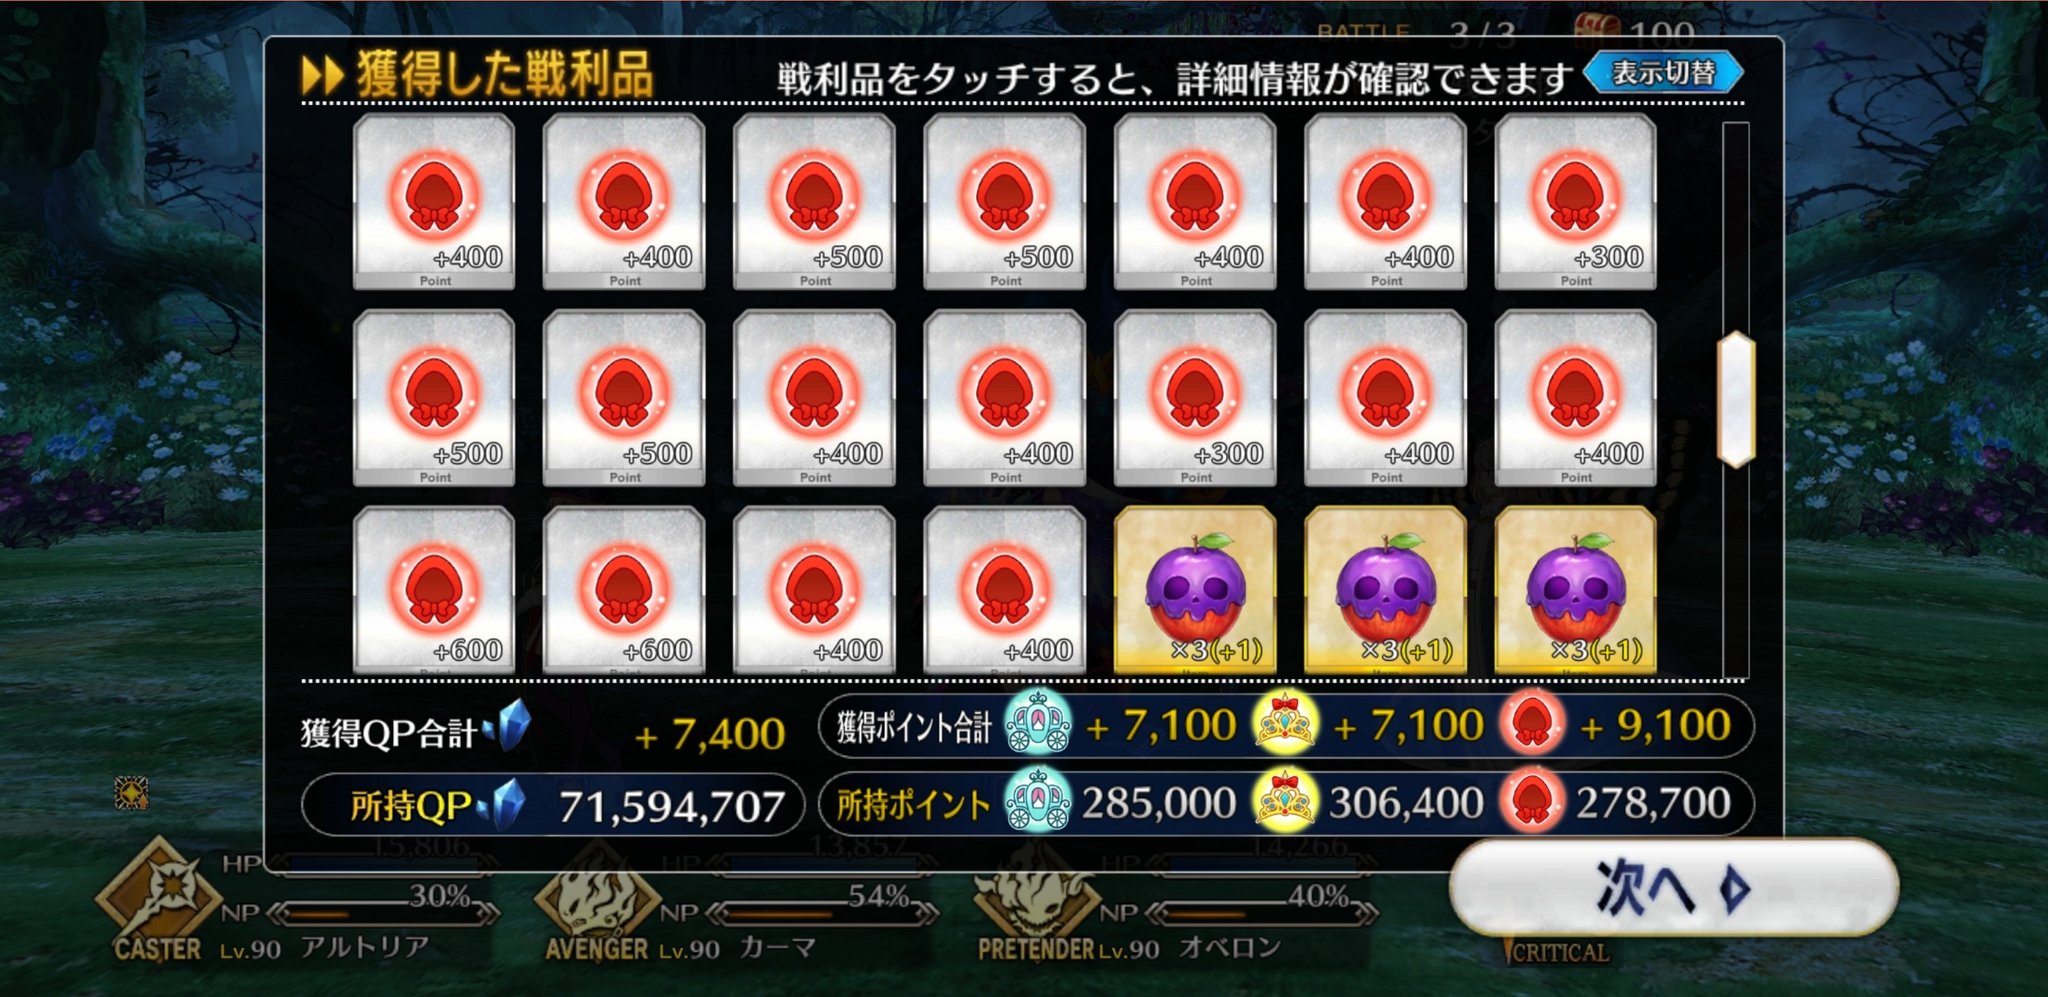 BATTLE 3/3 100
獲得した戦利品 戦利品をタッチすると、詳細情報が確認できます 表示切替
+400 +400 +500 +500 +400 +400 +300
Point Point Point Point Point Point Point
+500 +500 +400 +400 +300 +400 +400
Point Point Point Point Point Point Point
+600 +600 +400 +400 ×3(+1) ×3(+1) ×3(+1)
獲得QP合計 + 7,400 獲得ポイント合計 + 7,100 + 7,100 + 9,100
所持QP 71,594,707 所持ポイント 285,000 306,400 278,700
HP 15,806 HP 13,857 HP 14,266
NP 30% NP 54% NP 40% 次へ
CASTER Lv.90 アルトリア AVENGER Lv.90 カーマ PRETENDER Lv.90 オベロン CRITICAL